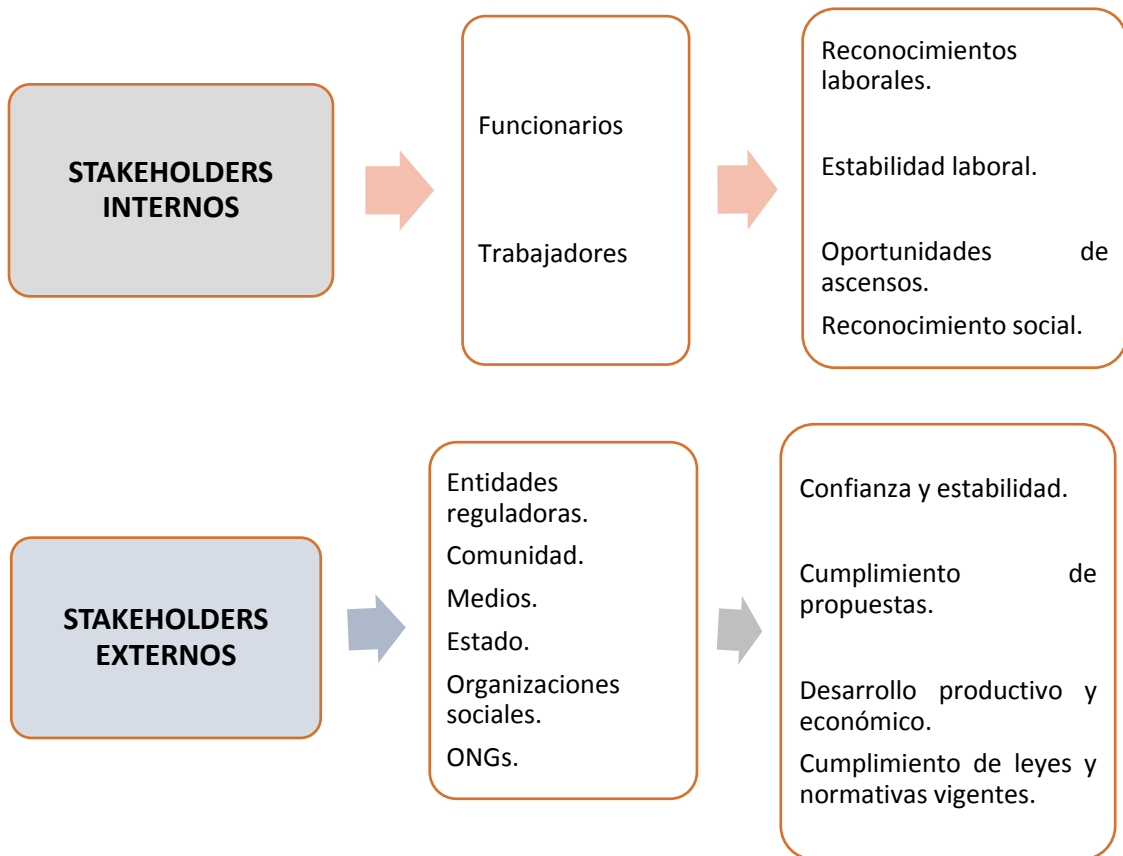 STAKEHOLDERS
INTERNOS
Funcionarios
Trabajadores
Reconocimientos
laborales.
Estabilidad laboral.
Oportunidades de
ascensos.
Reconocimiento social.
STAKEHOLDERS
EXTERNOS
Entidades
reguladoras.
Comunidad.
Medios.
Estado.
Organizaciones
sociales.
ONGs.
Confianza y estabilidad.
Cumplimiento de
propuestas.
Desarrollo productivo y
económico.
Cumplimiento de leyes y
normativas vigentes.